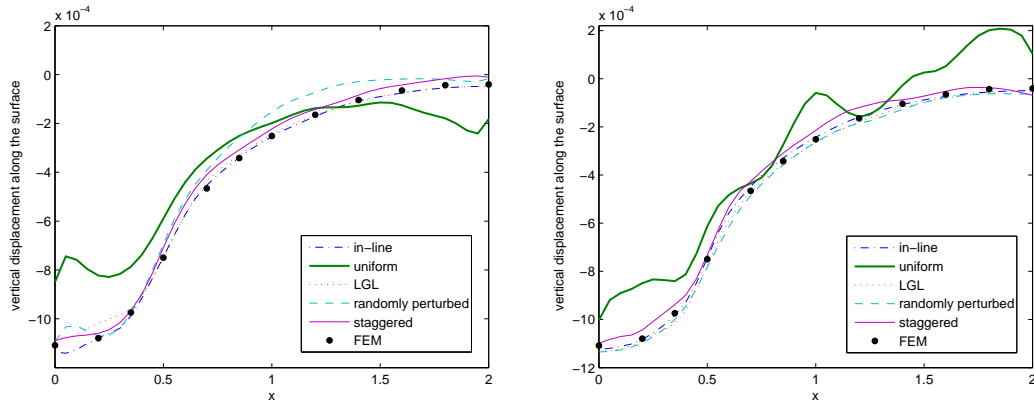 x 10⁻⁴
2
0
−2
−4
−6
−8
−10
0
0.5
1
1.5
2
x
vertical displacement along the surface
in−line
uniform
LGL
randomly perturbed
staggered
FEM
x 10⁻⁴
2
0
−2
−4
−6
−8
−10
−12
0
0.5
1
1.5
2
x
vertical displacement along the surface
in−line
uniform
LGL
randomly perturbed
staggered
FEM